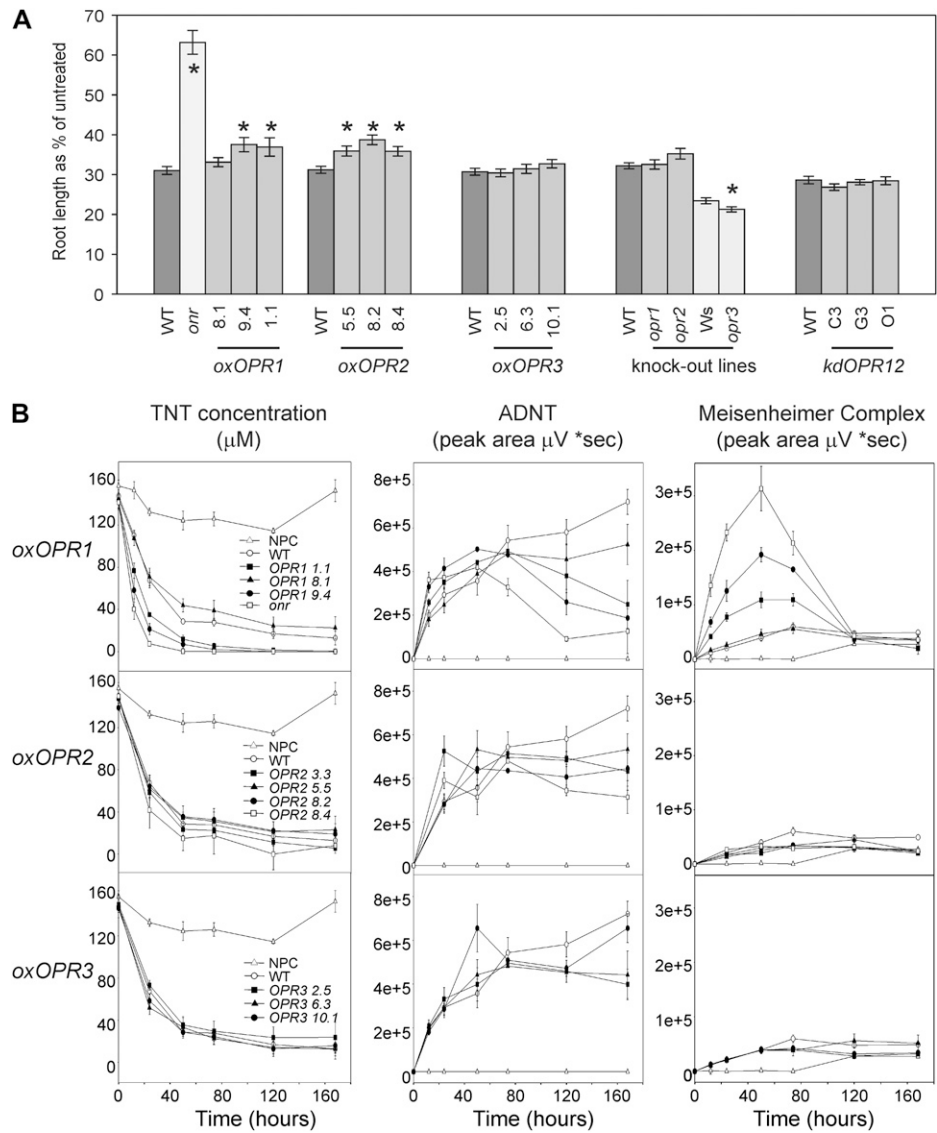 A
Root length as % of untreated
70
60
50
40
30
20
10
0
* * * * * * *
WT onr 8.1 9.4 1.1 WT 5.5 8.2 8.4 WT 2.5 6.3 10.1 WT opr1 opr2 Ws opr3 WT C3 G3 O1
oxOPR1 oxOPR2 oxOPR3 knock-out lines kdOPR12
B
TNT concentration
(μM)
ADNT
(peak area μV *sec)
Meisenheimer Complex
(peak area μV *sec)
oxOPR1
160
120
80
40
0
NPC
WT
OPR1 1.1
OPR1 8.1
OPR1 9.4
onr
8e+5
6e+5
4e+5
2e+5
0
3e+5
2e+5
1e+5
0
oxOPR2
160
120
80
40
0
NPC
WT
OPR2 3.3
OPR2 5.5
OPR2 8.2
OPR2 8.4
8e+5
6e+5
4e+5
2e+5
0
3e+5
2e+5
1e+5
0
oxOPR3
160
120
80
40
0
NPC
WT
OPR3 2.5
OPR3 6.3
OPR3 10.1
8e+5
6e+5
4e+5
2e+5
0
3e+5
2e+5
1e+5
0
0 40 80 120 160
0 40 80 120 160
0 40 80 120 160
Time (hours)
Time (hours)
Time (hours)